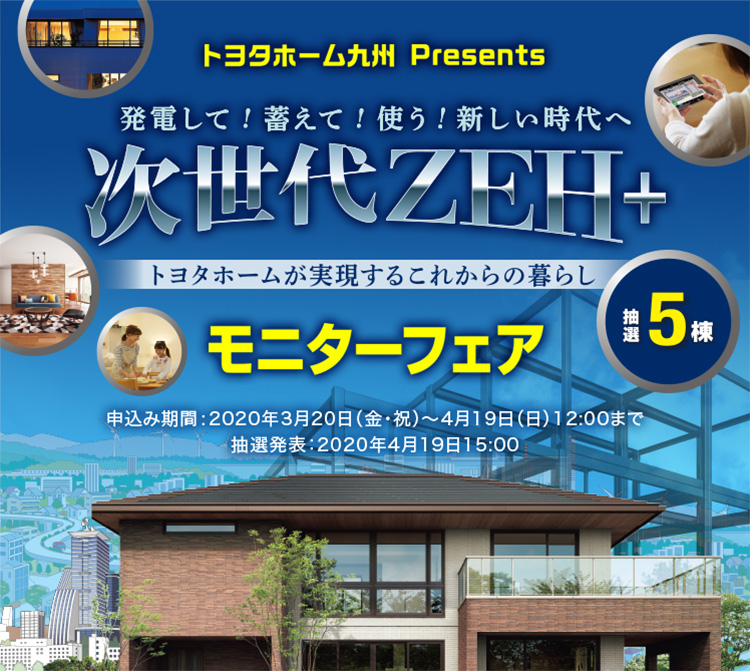 トヨタホーム九州 Presents
発電して！蓄えて！使う！新しい時代へ
次世代ZEH+
トヨタホームが実現するこれからの暮らし
抽選5棟
モニターフェア
申込み期間：2020年3月20日（金・祝）～4月19日（日）12:00まで
抽選発表：2020年4月19日15:00